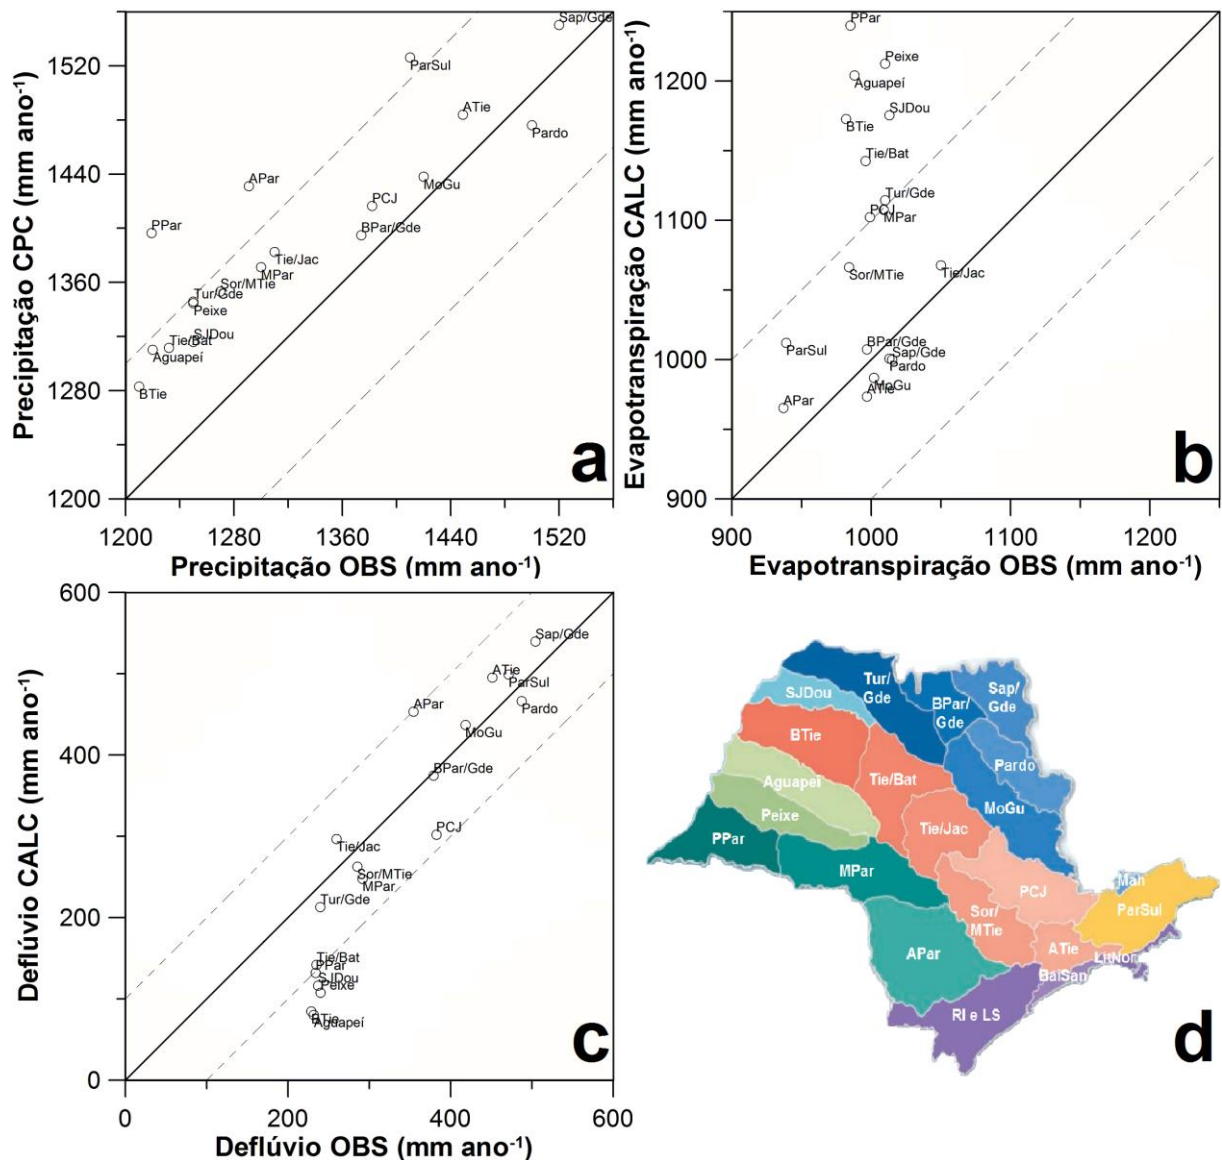 1520
1440
1360
1280
1200
Precipitação CPC (mm ano-1)
Sap/Gde
ParSul
ATie
Pardo
APar
MoGu
PCJ
PPar
BPar/Gde
Tie/Jac
MPar
Sor/MTie
Tur/Gde
Peixe
SJDou
Tie/Bat
Aguapeí
BTie
a
1200 1280 1360 1440 1520
Precipitação OBS (mm ano-1)
1200
1100
1000
900
Evapotranspiração CALC (mm ano-1)
PPar
Peixe
Aguapeí
SJDou
BTie
Tie/Bat
Tur/Gde
PCJ
MPar
Sor/MTie
Tie/Jac
ParSul
BPar/Gde
Sap/Gde
Pardo
MoGu
ATie
APar
b
900 1000 1100 1200
Evapotranspiração OBS (mm ano-1)
600
400
200
0
Deflúvio CALC (mm ano-1)
Sap/Gde
ATie
ParSul
Pardo
APar
MoGu
BPar/Gde
PCJ
Tie/Jac
Sor/MTie
MPar
Tur/Gde
Tie/Bat
PPar
SJDou
Peixe
BTie
Aguapeí
c
0 200 400 600
Deflúvio OBS (mm ano-1)
Tur/
Gde
SJDou
BPar/
Gde
Sap/
Gde
BTie
Pardo
Aguapeí
Tie/Bat
MoGu
Peixe
Tie/Jac
PPar
MPar
PCJ
Man
ParSul
Sor/
MTie
APar
ATie
LitNor
BaiSan
RI e LS
d